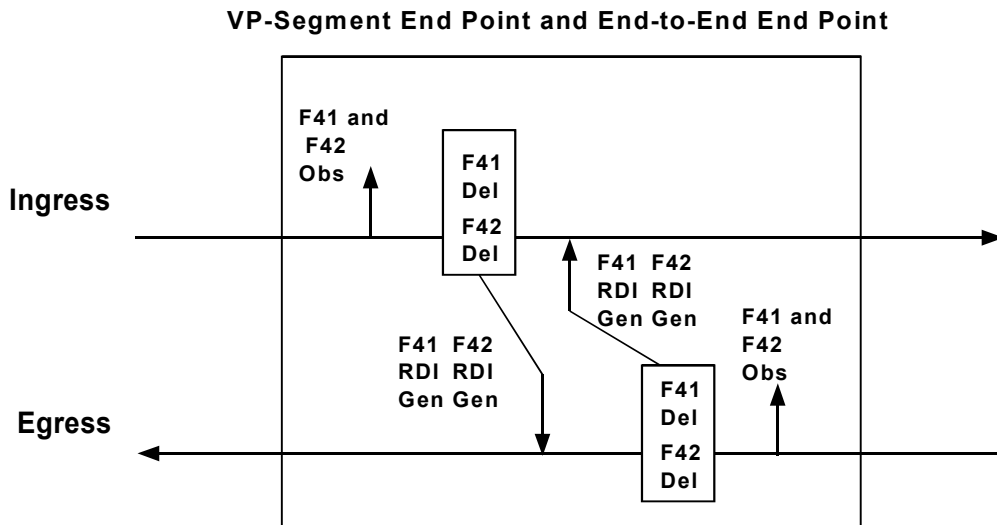 VP-Segment End Point and End-to-End End Point
F41 and
F42
Obs
Ingress
F41
Del
F42
Del
F41 F42
RDI RDI
Gen Gen
F41 and
F42
Obs
F41 F42
RDI RDI
Gen Gen
Egress
F41
Del
F42
Del